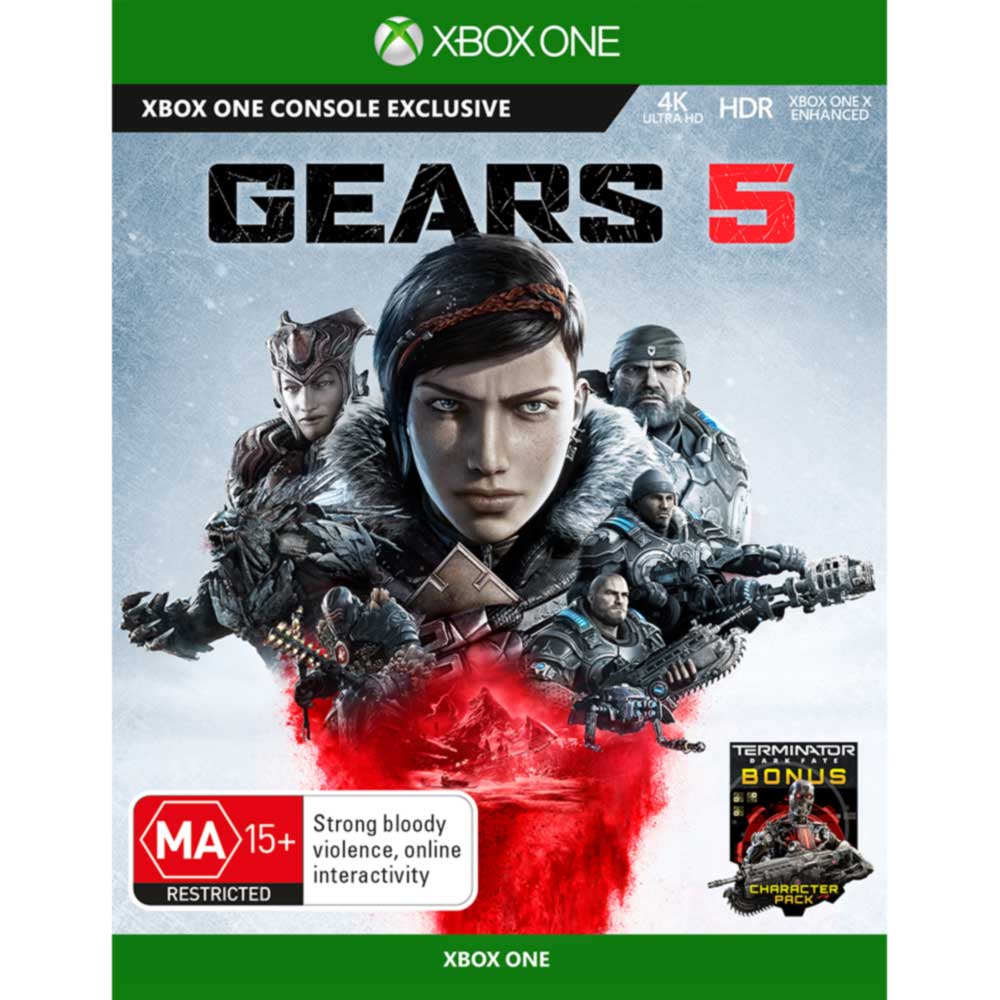 XBOX ONE
XBOX ONE CONSOLE EXCLUSIVE
4K
ULTRA HD
HDR
XBOX ONE X
ENHANCED
GEARS 5
TERMINATOR
DARK FATE
BONUS
CHARACTER
PACK
MA 15+
RESTRICTED
Strong bloody
violence, online
interactivity
XBOX ONE